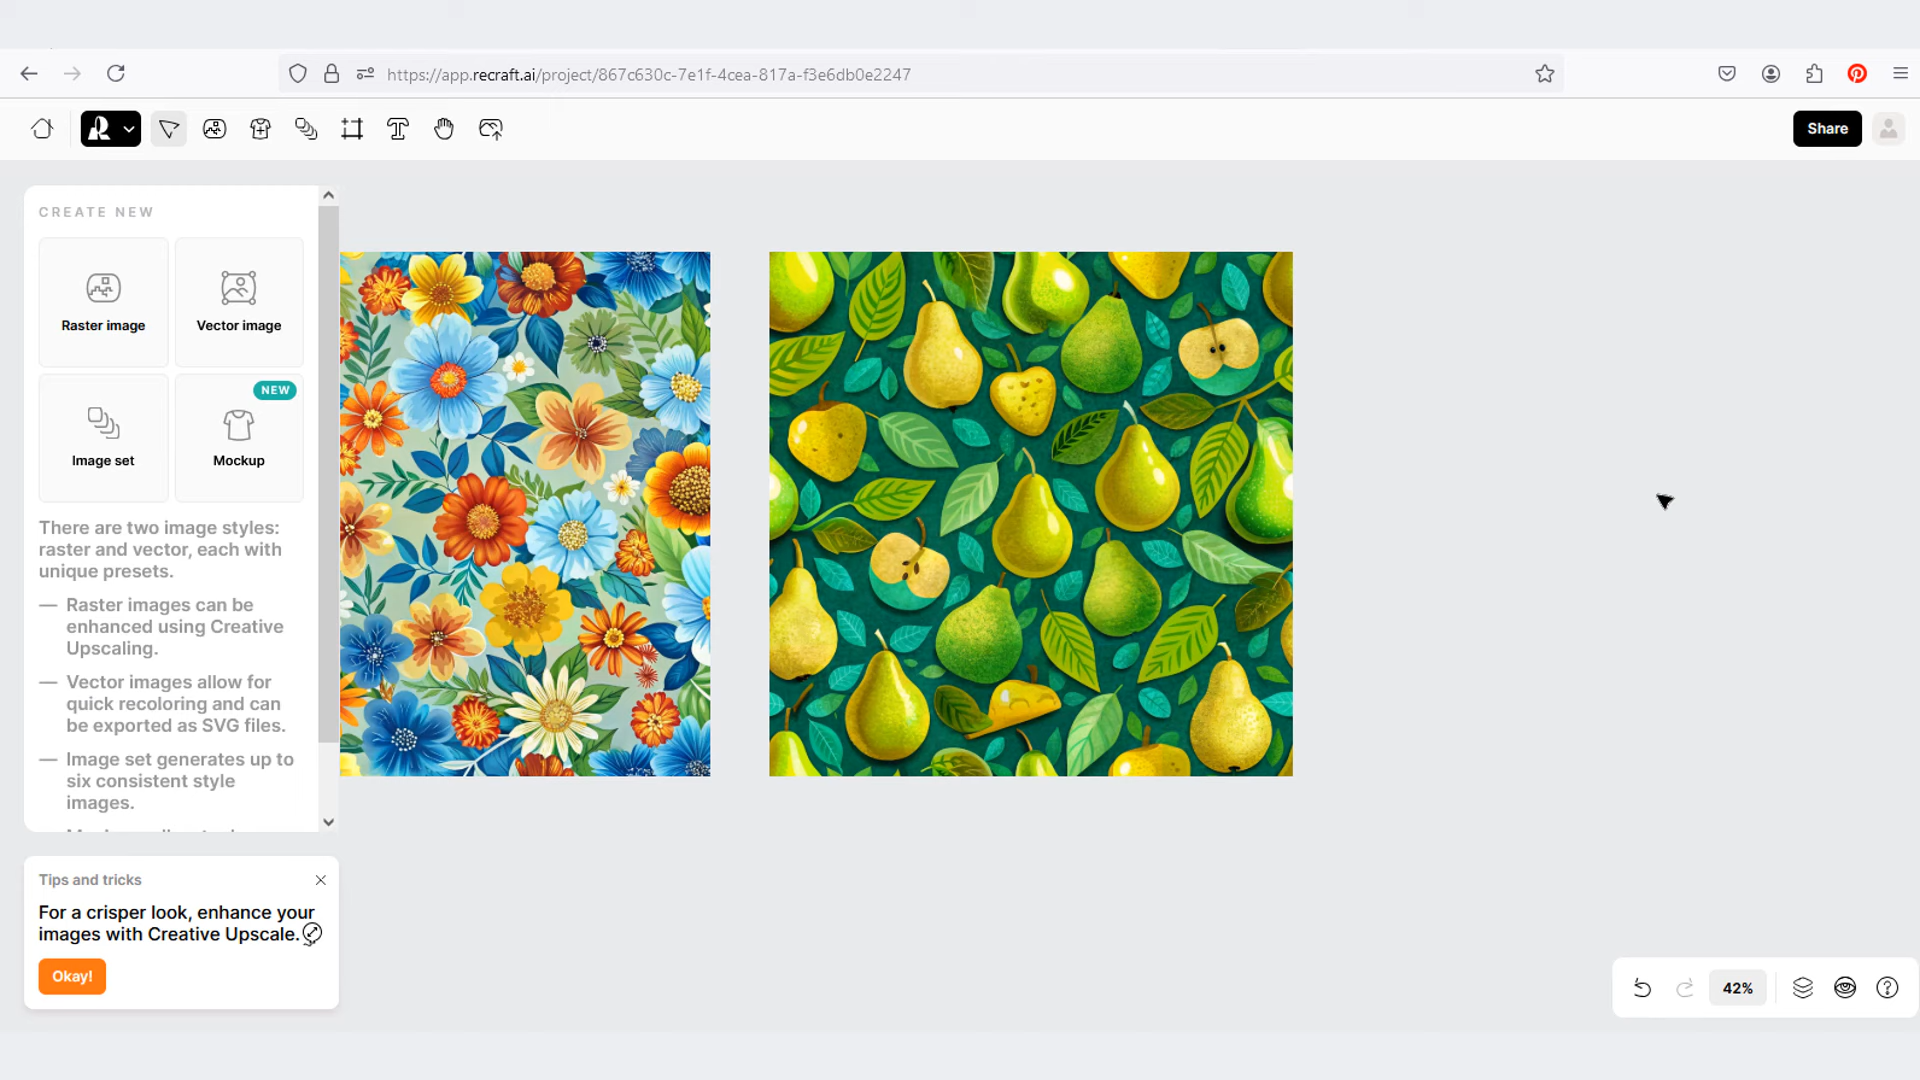 https://app.recraft.ai/project/867c630c-7e1f-4cea-817a-f3e6db0e2247
Share
CREATE NEW
Raster image
Vector image
NEW
Image set
Mockup
There are two image styles:
raster and vector, each with
unique presets.
— Raster images can be
enhanced using Creative
Upscaling.
— Vector images allow for
quick recoloring and can
be exported as SVG files.
— Image set generates up to
six consistent style
images.
Tips and tricks
For a crisper look, enhance your
images with Creative Upscale.
Okay!
42%